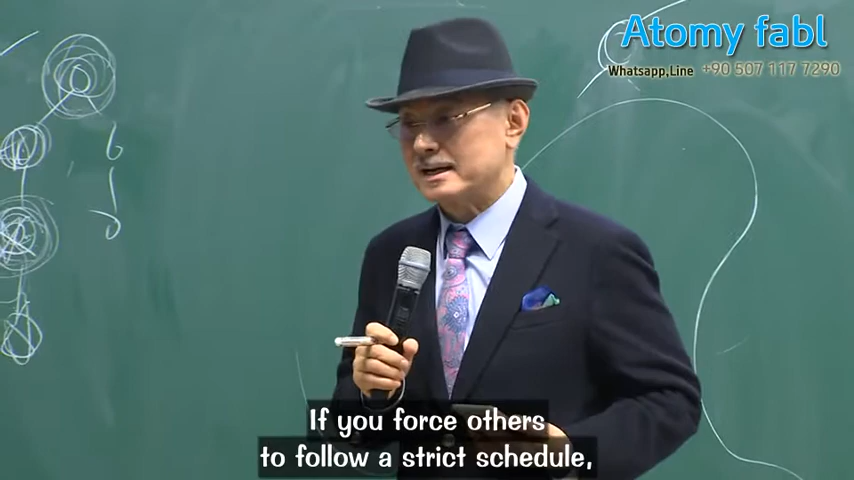 Atomy fabl
Whatsapp,Line +90 507 117 7290
If you force others
to follow a strict schedule,